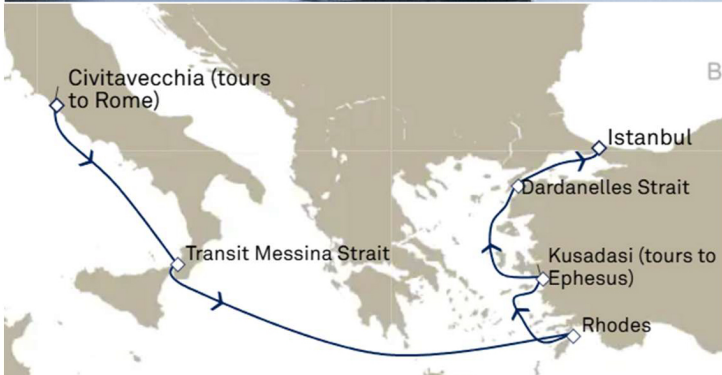 Civitavecchia (tours
to Rome)
B
Istanbul
Dardanelles Strait
Transit Messina Strait
Kusadasi (tours to
Ephesus)
Rhodes